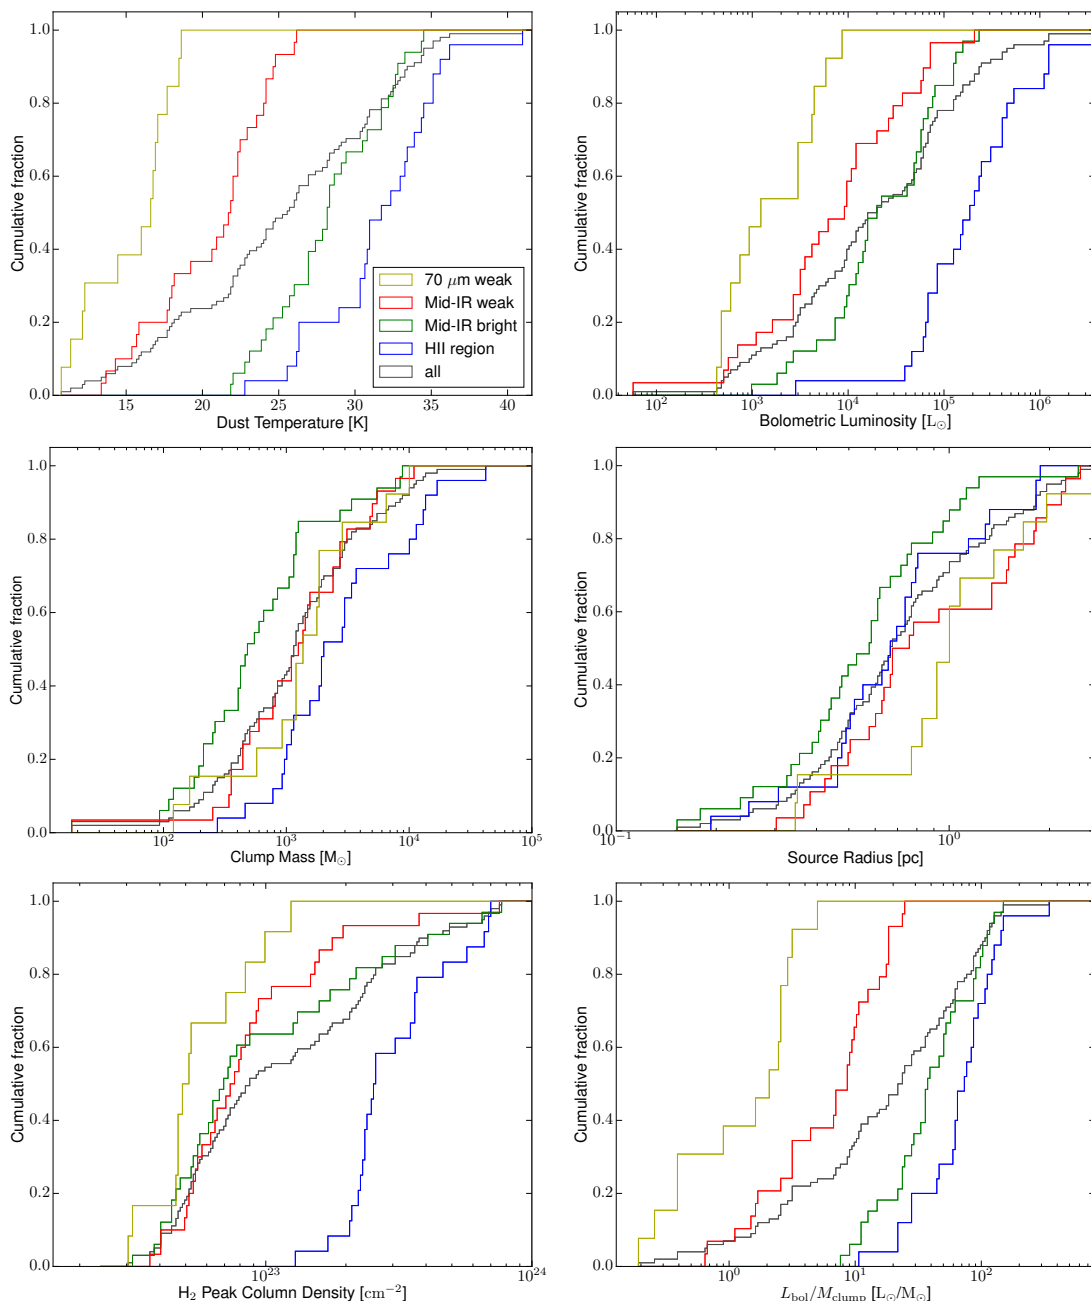 1.0
0.8
0.6
0.4
0.2
0.0
Cumulative fraction
15 20 25 30 35 40
Dust Temperature [K]
70 μm weak
Mid-IR weak
Mid-IR bright
HII region
all
1.0
0.8
0.6
0.4
0.2
0.0
Cumulative fraction
10² 10³ 10⁴ 10⁵ 10⁶
Bolometric Luminosity [L☉]
1.0
0.8
0.6
0.4
0.2
0.0
Cumulative fraction
10² 10³ 10⁴ 10⁵
Clump Mass [M☉]
1.0
0.8
0.6
0.4
0.2
0.0
Cumulative fraction
10⁻¹ 10⁰
Source Radius [pc]
1.0
0.8
0.6
0.4
0.2
0.0
Cumulative fraction
10²³ 10²⁴
H₂ Peak Column Density [cm⁻²]
1.0
0.8
0.6
0.4
0.2
0.0
Cumulative fraction
10⁰ 10¹ 10²
L_bol/M_clump [L☉/M☉]